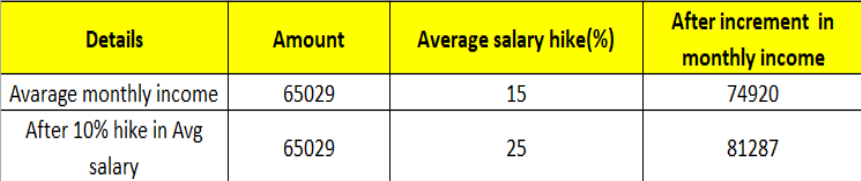 Details Amount Average salary hike(%) After increment in
monthly income
Avarage monthly income 65029 15 74920
After 10% hike in Avg
salary 65029 25 81287